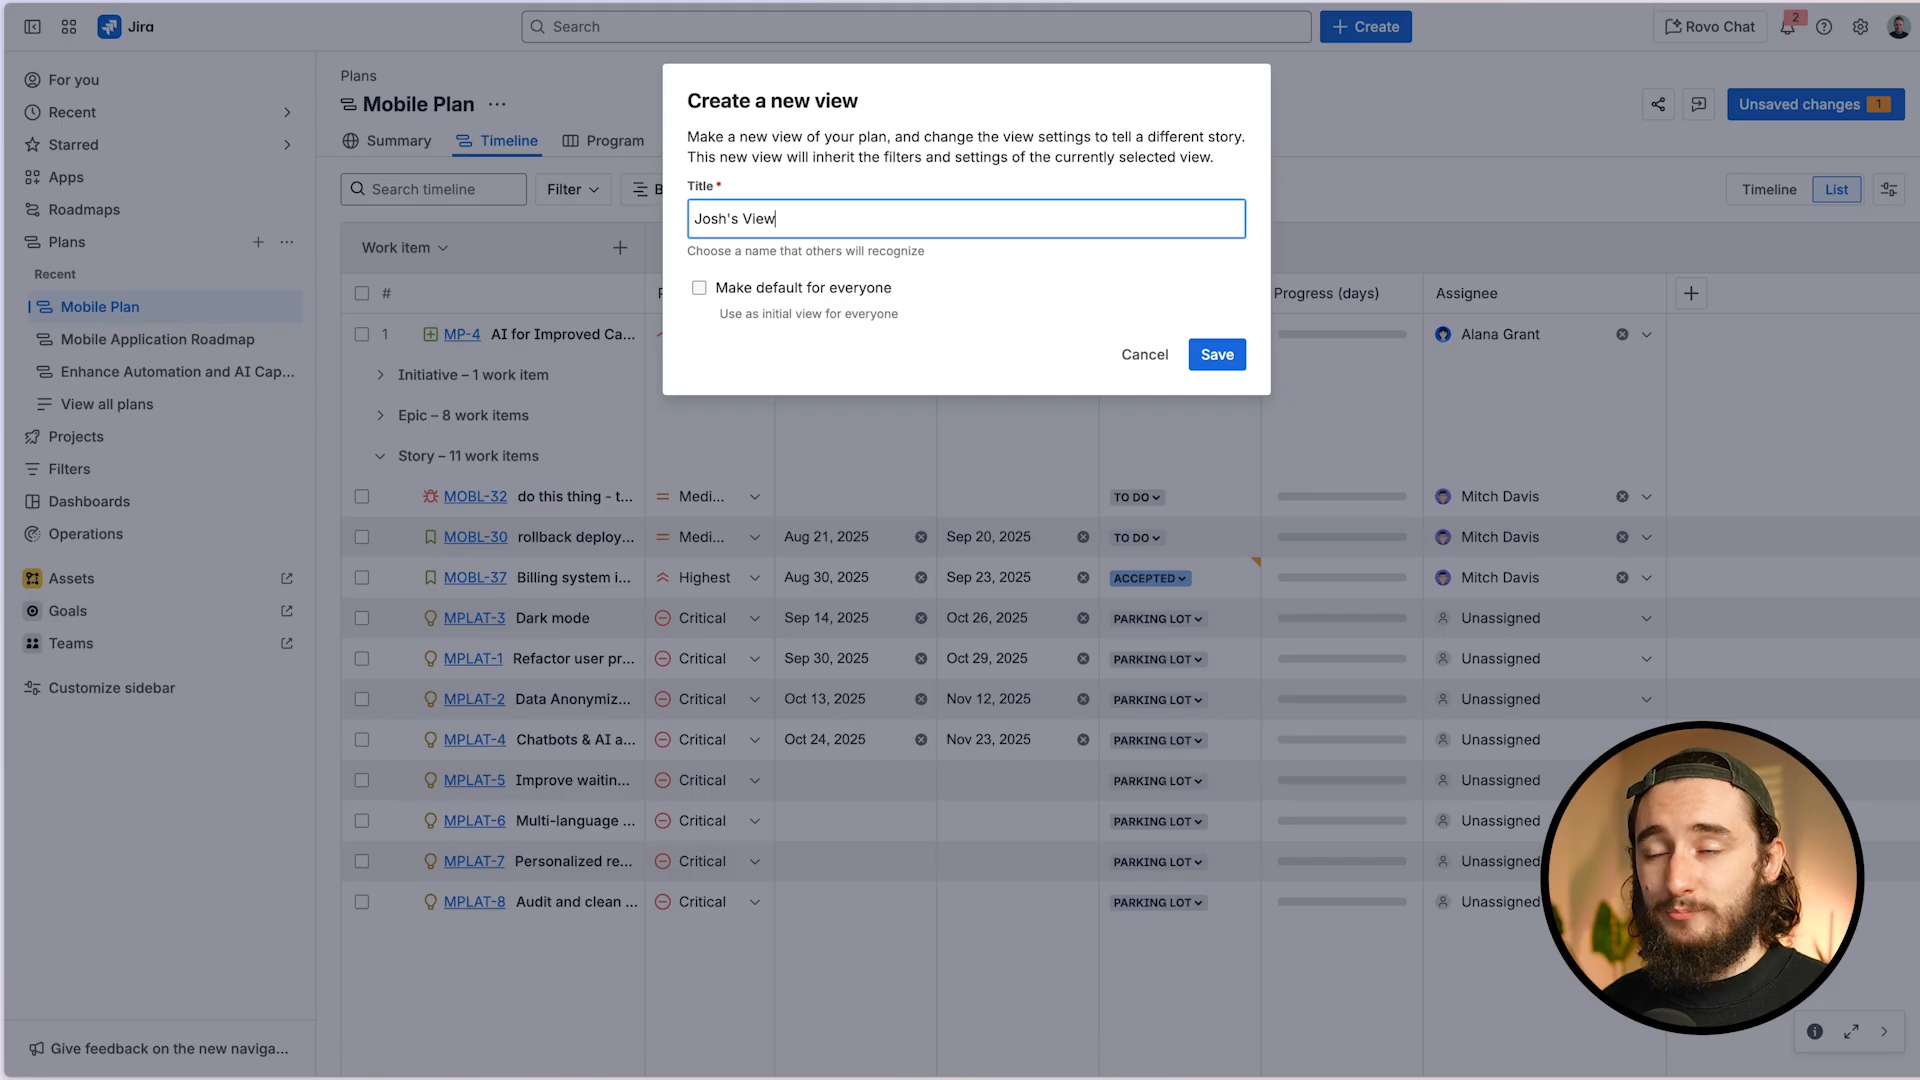 Jira
Search
Create
Rovo Chat
2
For you
Recent
Starred
Apps
Roadmaps
Plans
Recent
Mobile Plan
Mobile Application Roadmap
Enhance Automation and AI Cap...
View all plans
Projects
Filters
Dashboards
Operations
Assets
Goals
Teams
Customize sidebar
Give feedback on the new naviga...
Plans
Mobile Plan
Unsaved changes 1
Summary Timeline Program
Search timeline Filter B
Timeline List
Create a new view
Make a new view of your plan, and change the view settings to tell a different story.
This new view will inherit the filters and settings of the currently selected view.
Title *
Josh's View
Choose a name that others will recognize
Make default for everyone
Use as initial view for everyone
Cancel Save
Work item
# Progress (days) Assignee
1 MP-4 AI for Improved Ca... Alana Grant
Initiative – 1 work item
Epic – 8 work items
Story – 11 work items
MOBL-32 do this thing - t... Medi... TO DO Mitch Davis
MOBL-30 rollback deploy... Medi... Aug 21, 2025 Sep 20, 2025 TO DO Mitch Davis
MOBL-37 Billing system i... Highest Aug 30, 2025 Sep 23, 2025 ACCEPTED Mitch Davis
MPLAT-3 Dark mode Critical Sep 14, 2025 Oct 26, 2025 PARKING LOT Unassigned
MPLAT-1 Refactor user pr... Critical Sep 30, 2025 Oct 29, 2025 PARKING LOT Unassigned
MPLAT-2 Data Anonymiz... Critical Oct 13, 2025 Nov 12, 2025 PARKING LOT Unassigned
MPLAT-4 Chatbots & AI a... Critical Oct 24, 2025 Nov 23, 2025 PARKING LOT Unassigned
MPLAT-5 Improve waitin... Critical PARKING LOT Unassigned
MPLAT-6 Multi-language ... Critical PARKING LOT Unassigned
MPLAT-7 Personalized re... Critical PARKING LOT Unassigned
MPLAT-8 Audit and clean ... Critical PARKING LOT Unassigned